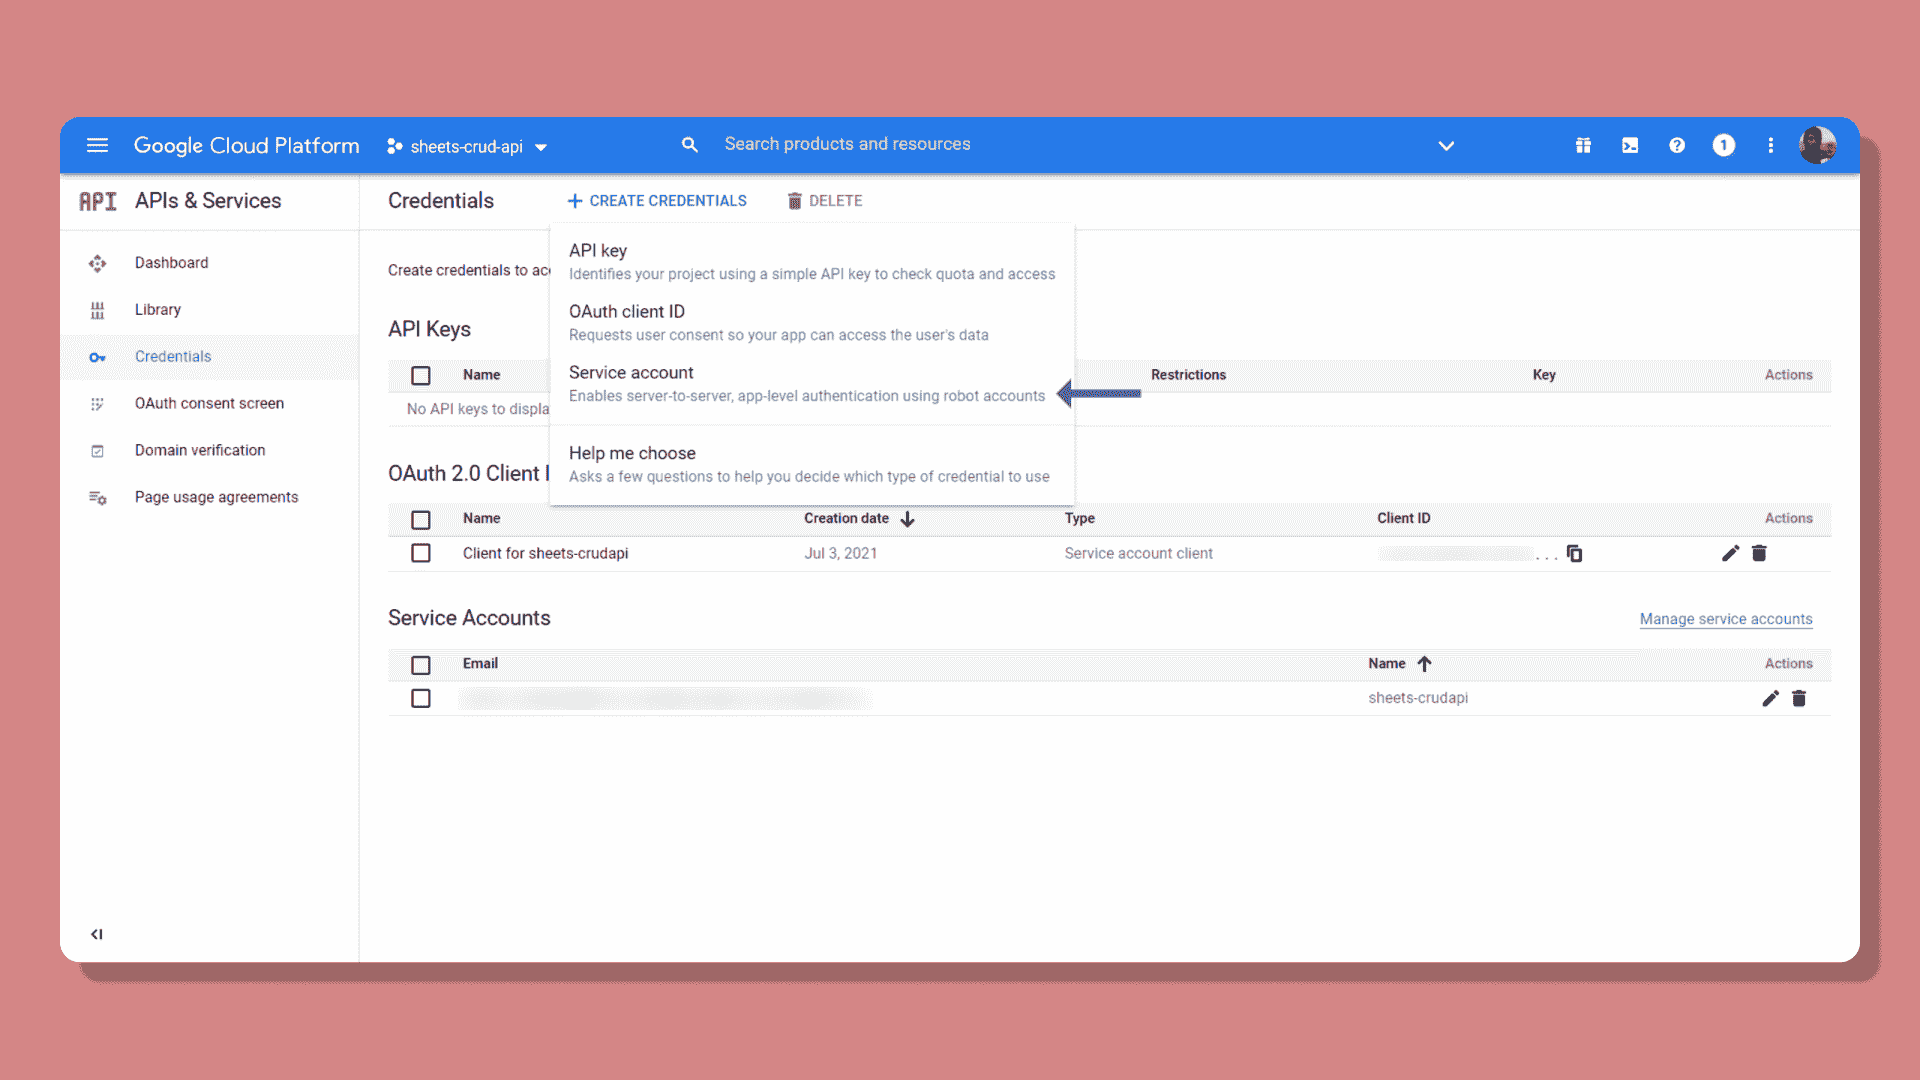 Google Cloud Platform
sheets-crud-api
Search products and resources
1
API
APIs & Services
Dashboard
Library
Credentials
OAuth consent screen
Domain verification
Page usage agreements
Credentials
CREATE CREDENTIALS
DELETE
Create credentials to
API key
Identifies your project using a simple API key to check quota and access
OAuth client ID
Requests user consent so your app can access the user's data
Service account
Enables server-to-server, app-level authentication using robot accounts
Help me choose
Asks a few questions to help you decide which type of credential to use
API Keys
Name Restrictions Key Actions
No API keys to displa
OAuth 2.0 Client I
Name Creation date Type Client ID Actions
Client for sheets-crudapi Jul 3, 2021 Service account client ...
Service Accounts
Manage service accounts
Email Name Actions
sheets-crudapi